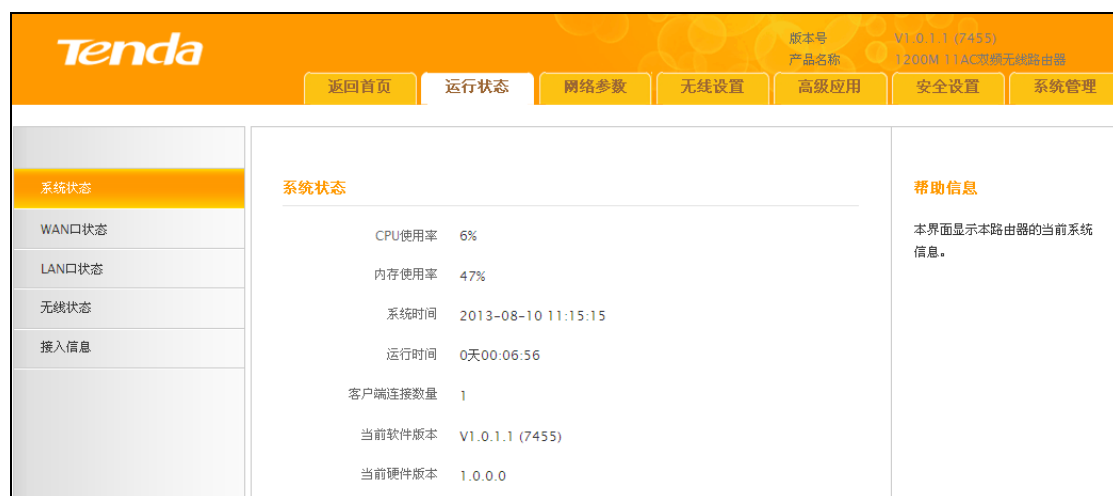 Tenda
版本号 V1.0.1.1 (7455)
产品名称 1200M 11AC双频无线路由器
返回首页 运行状态 网络参数 无线设置 高级应用 安全设置 系统管理
系统状态
WAN口状态
LAN口状态
无线状态
接入信息
系统状态
CPU使用率 6%
内存使用率 47%
系统时间 2013-08-10 11:15:15
运行时间 0天00:06:56
客户端连接数量 1
当前软件版本 V1.0.1.1 (7455)
当前硬件版本 1.0.0.0
帮助信息
本界面显示本路由器的当前系统
信息。